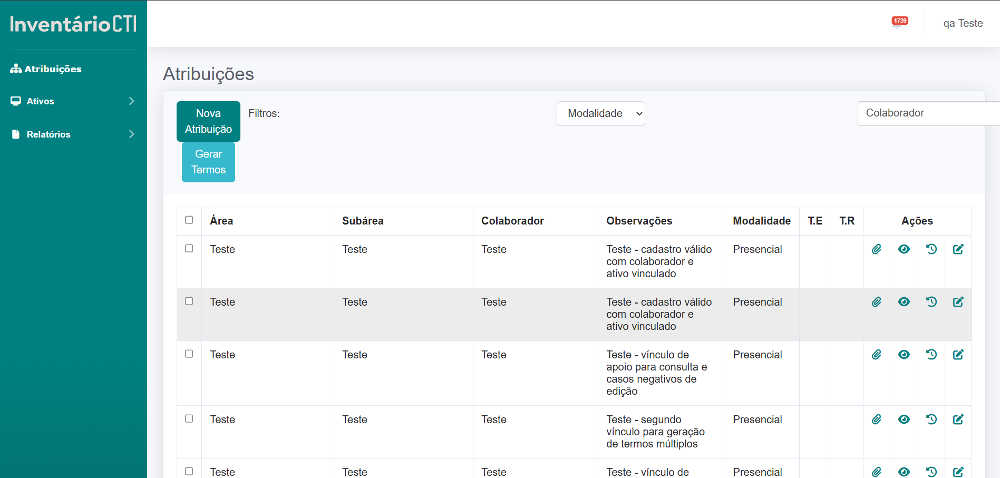 InventárioCTI
1739
qa Teste
Atribuições
Ativos
Relatórios
Atribuições
Nova
Atribuição
Filtros:
Modalidade
Colaborador
Gerar
Termos
Área Subárea Colaborador Observações Modalidade T.E T.R Ações
Teste Teste Teste Teste - cadastro válido Presencial
com colaborador e
ativo vinculado
Teste Teste Teste Teste - cadastro válido Presencial
com colaborador e
ativo vinculado
Teste Teste Teste Teste - vínculo de Presencial
apoio para consulta e
casos negativos de
edição
Teste Teste Teste Teste - segundo Presencial
vínculo para geração
de termos múltiplos
Teste Teste Teste Teste - vínculo de Presencial